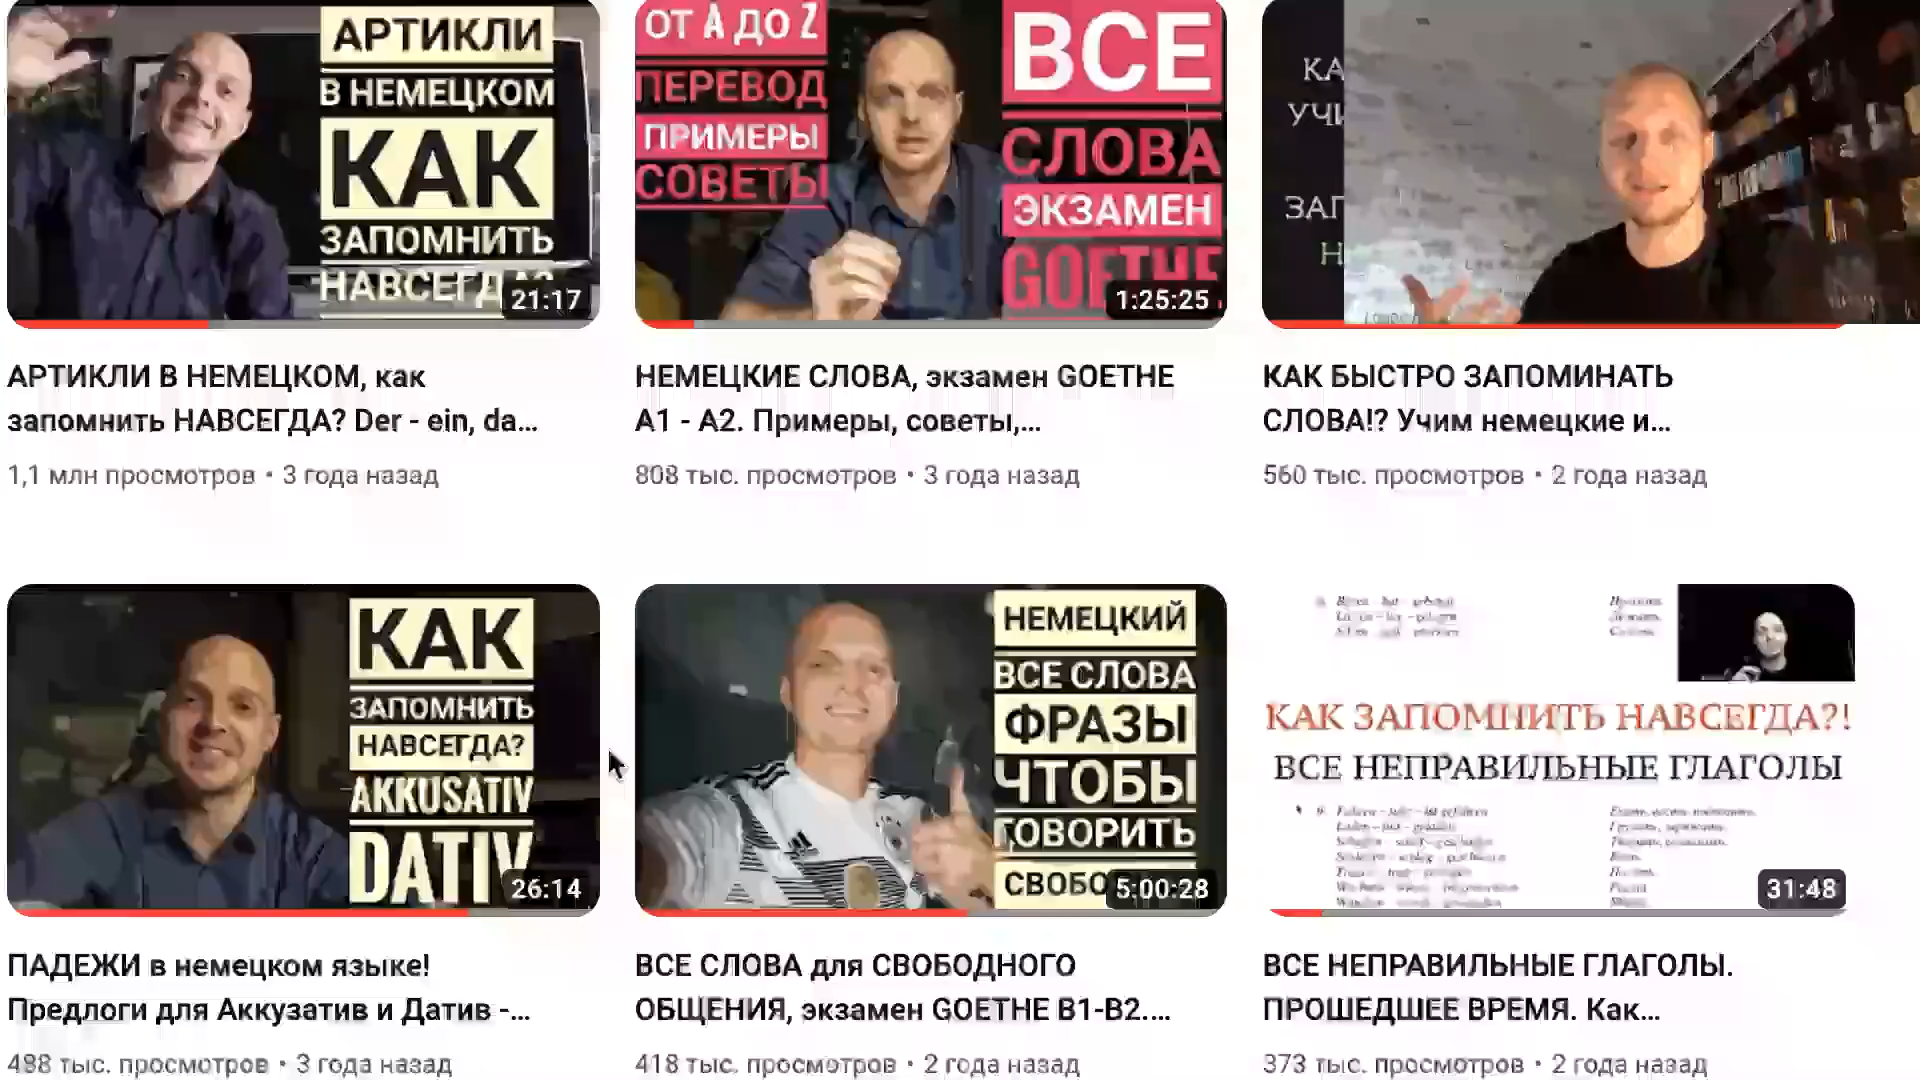 АРТИКЛИ
В НЕМЕЦКОМ
КАК
ЗАПОМНИТЬ
21:17
АРТИКЛИ В НЕМЕЦКОМ, как
запомнить НАВСЕГДА? Der - ein, da...
1,1 млн просмотров • 3 года назад
ОТ А ДО Z
ПЕРЕВОД
ПРИМЕРЫ
СОВЕТЫ
ВСЕ
СЛОВА
ЭКЗАМЕН
GOETHE
1:25:25
НЕМЕЦКИЕ СЛОВА, экзамен GOETHE
A1 - A2. Примеры, советы,...
808 тыс. просмотров • 3 года назад
КА
УЧИ
ЗАП
Н
КАК БЫСТРО ЗАПОМИНАТЬ
СЛОВА!? Учим немецкие и...
560 тыс. просмотров • 2 года назад
КАК
ЗАПОМНИТЬ
НАВСЕГДА?
AKKUSATIV
DATIV
26:14
ПАДЕЖИ в немецком языке!
Предлоги для Аккузатив и Датив -...
488 тыс. просмотров • 3 года назад
НЕМЕЦКИЙ
ВСЕ СЛОВА
ФРАЗЫ
ЧТОБЫ
ГОВОРИТЬ
СВОБО
5:00:28
ВСЕ СЛОВА для СВОБОДНОГО
ОБЩЕНИЯ, экзамен GOETHE B1-B2....
418 тыс. просмотров • 2 года назад
КАК ЗАПОМНИТЬ НАВСЕГДА?!
ВСЕ НЕПРАВИЛЬНЫЕ ГЛАГОЛЫ
31:48
ВСЕ НЕПРАВИЛЬНЫЕ ГЛАГОЛЫ.
ПРОШЕДШЕЕ ВРЕМЯ. Как...
373 тыс. просмотров • 2 года назад